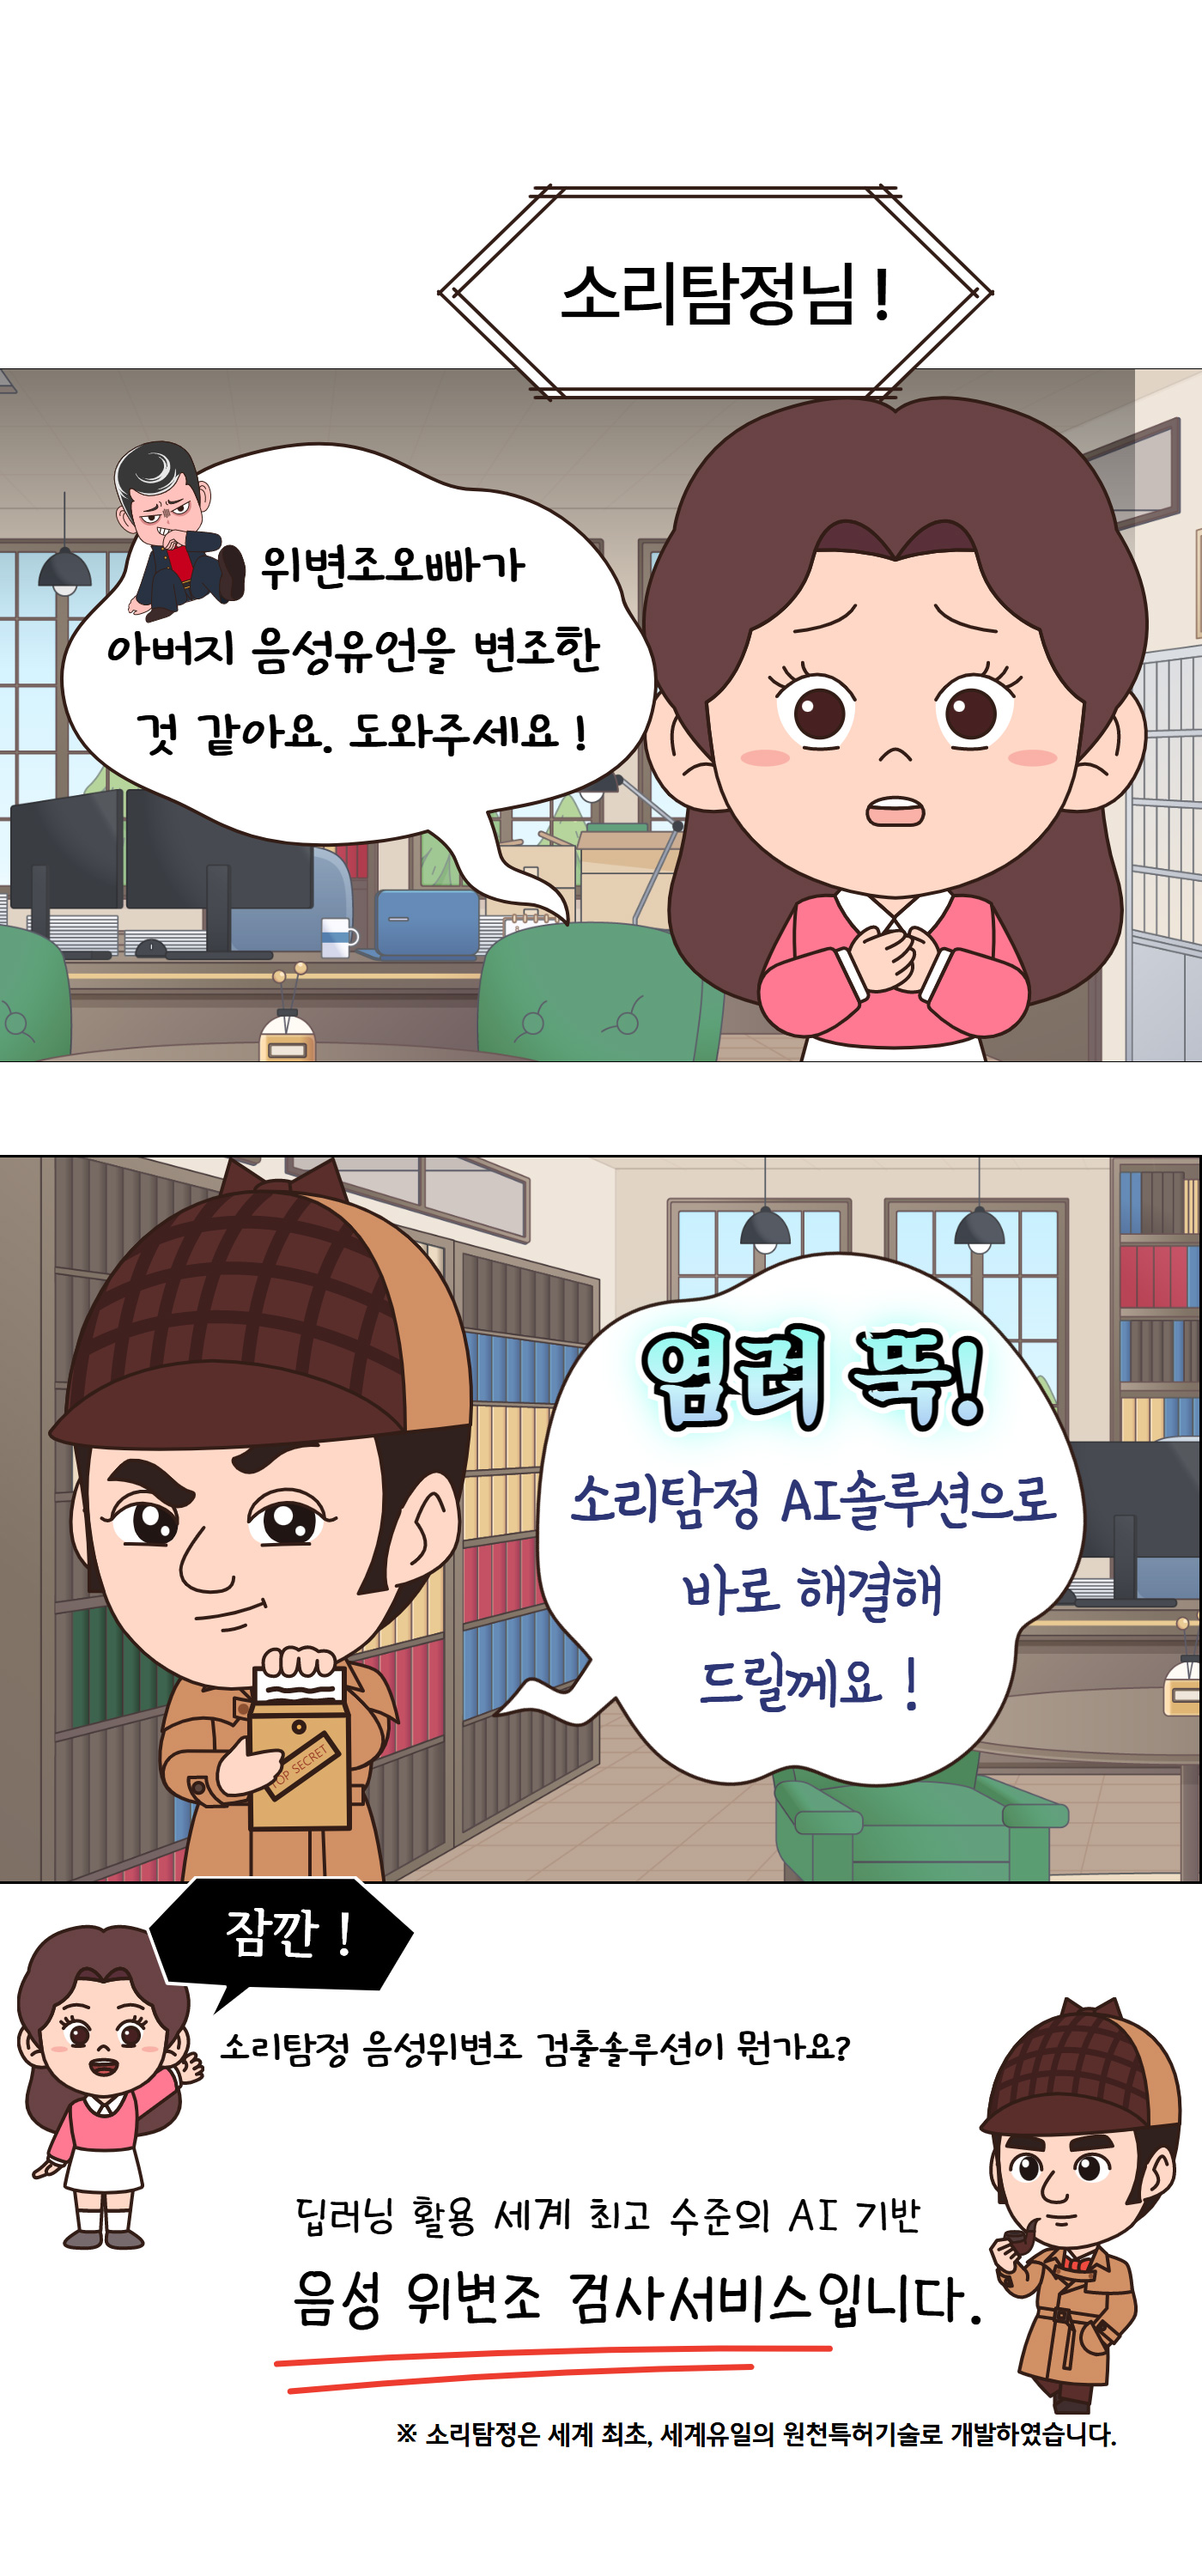 소리탐정님 !
위변조오빠가
아버지 음성유언을 변조한
것 같아요. 도와주세요 !
염려 뚝!
소리탐정 AI솔루션으로
바로 해결해
드릴께요 !
TOP SECRET
잠깐 !
소리탐정 음성위변조 검출솔루션이 뭔가요?
딥러닝 활용 세계 최고 수준의 AI 기반
음성 위변조 검사서비스입니다.
※ 소리탐정은 세계 최초, 세계유일의 원천특허기술로 개발하였습니다.